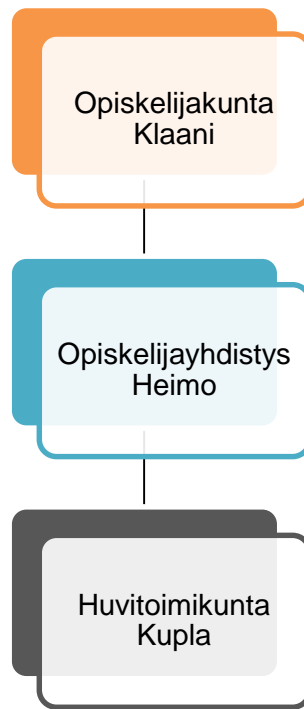 Opiskelijakunta
Klaani
Opiskelijayhdistys
Heimo
Huvitoimikunta
Kupla